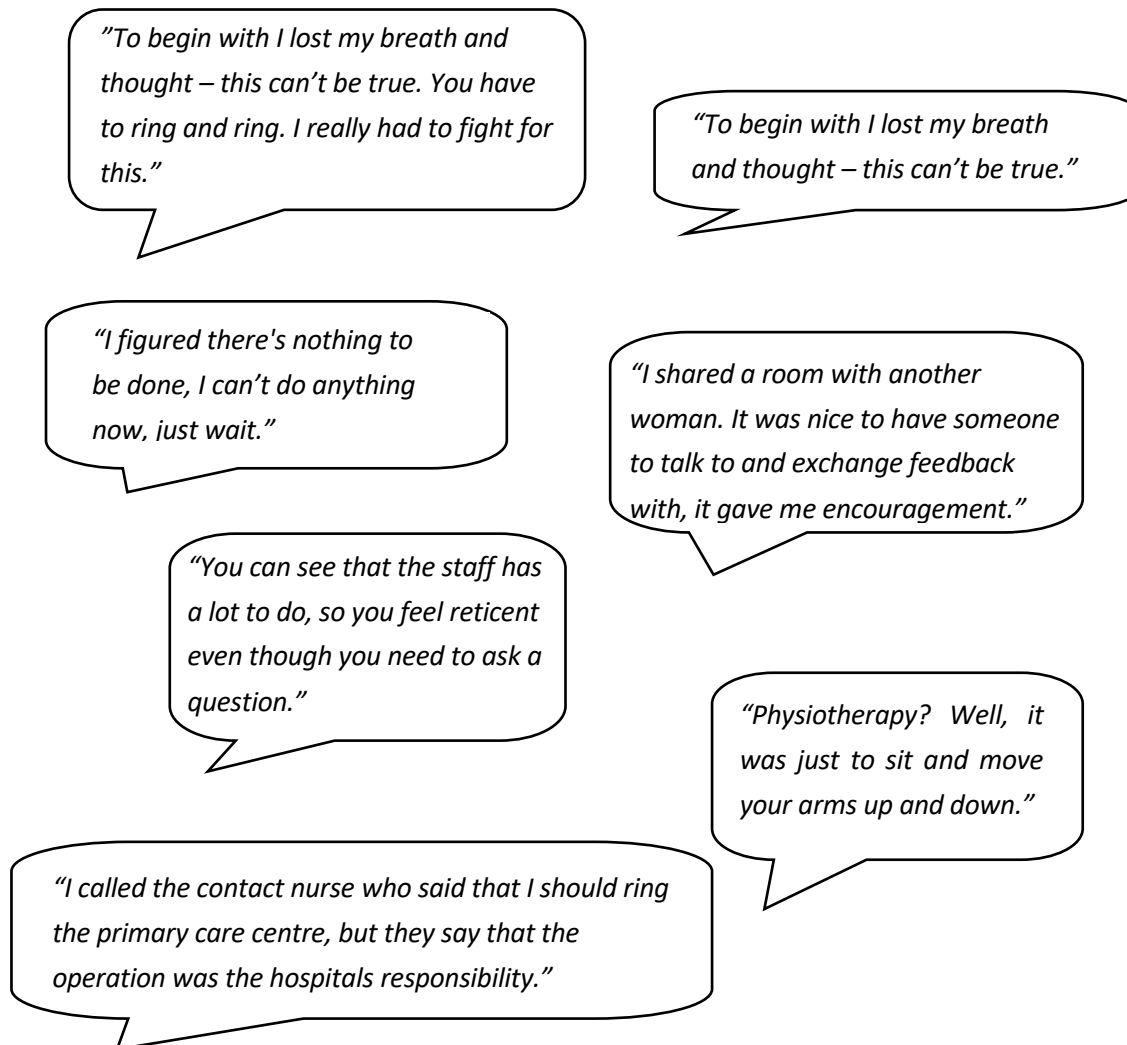 ”To begin with I lost my breath and
thought – this can’t be true. You have
to ring and ring. I really had to fight for
this.”
“To begin with I lost my breath
and thought – this can’t be true.”
“I figured there's nothing to
be done, I can’t do anything
now, just wait.”
“I shared a room with another
woman. It was nice to have someone
to talk to and exchange feedback
with, it gave me encouragement.”
“You can see that the staff has
a lot to do, so you feel reticent
even though you need to ask a
question.”
“Physiotherapy? Well, it
was just to sit and move
your arms up and down.”
“I called the contact nurse who said that I should ring
the primary care centre, but they say that the
operation was the hospitals responsibility.”